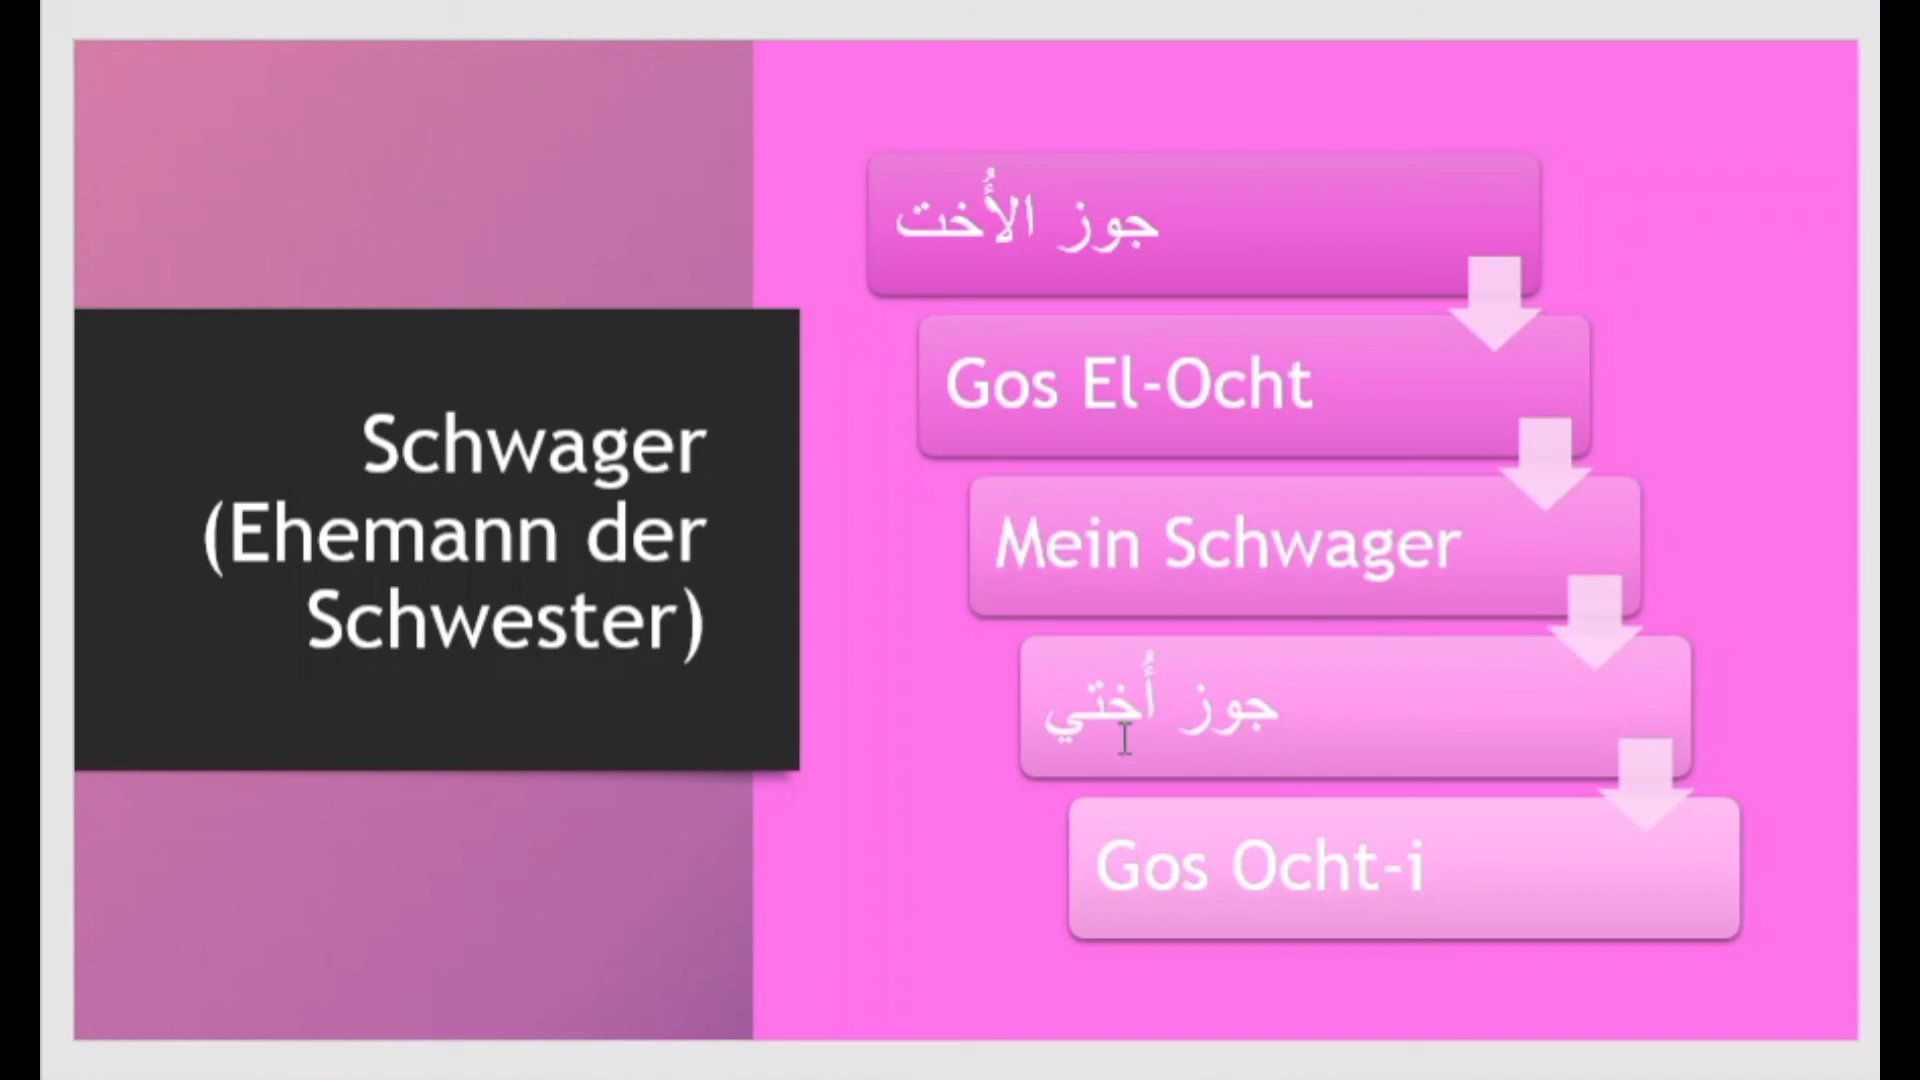 Schwager
(Ehemann der
Schwester)
جوز الأُخت
Gos El-Ocht
Mein Schwager
جوز أُختي
Gos Ocht-i